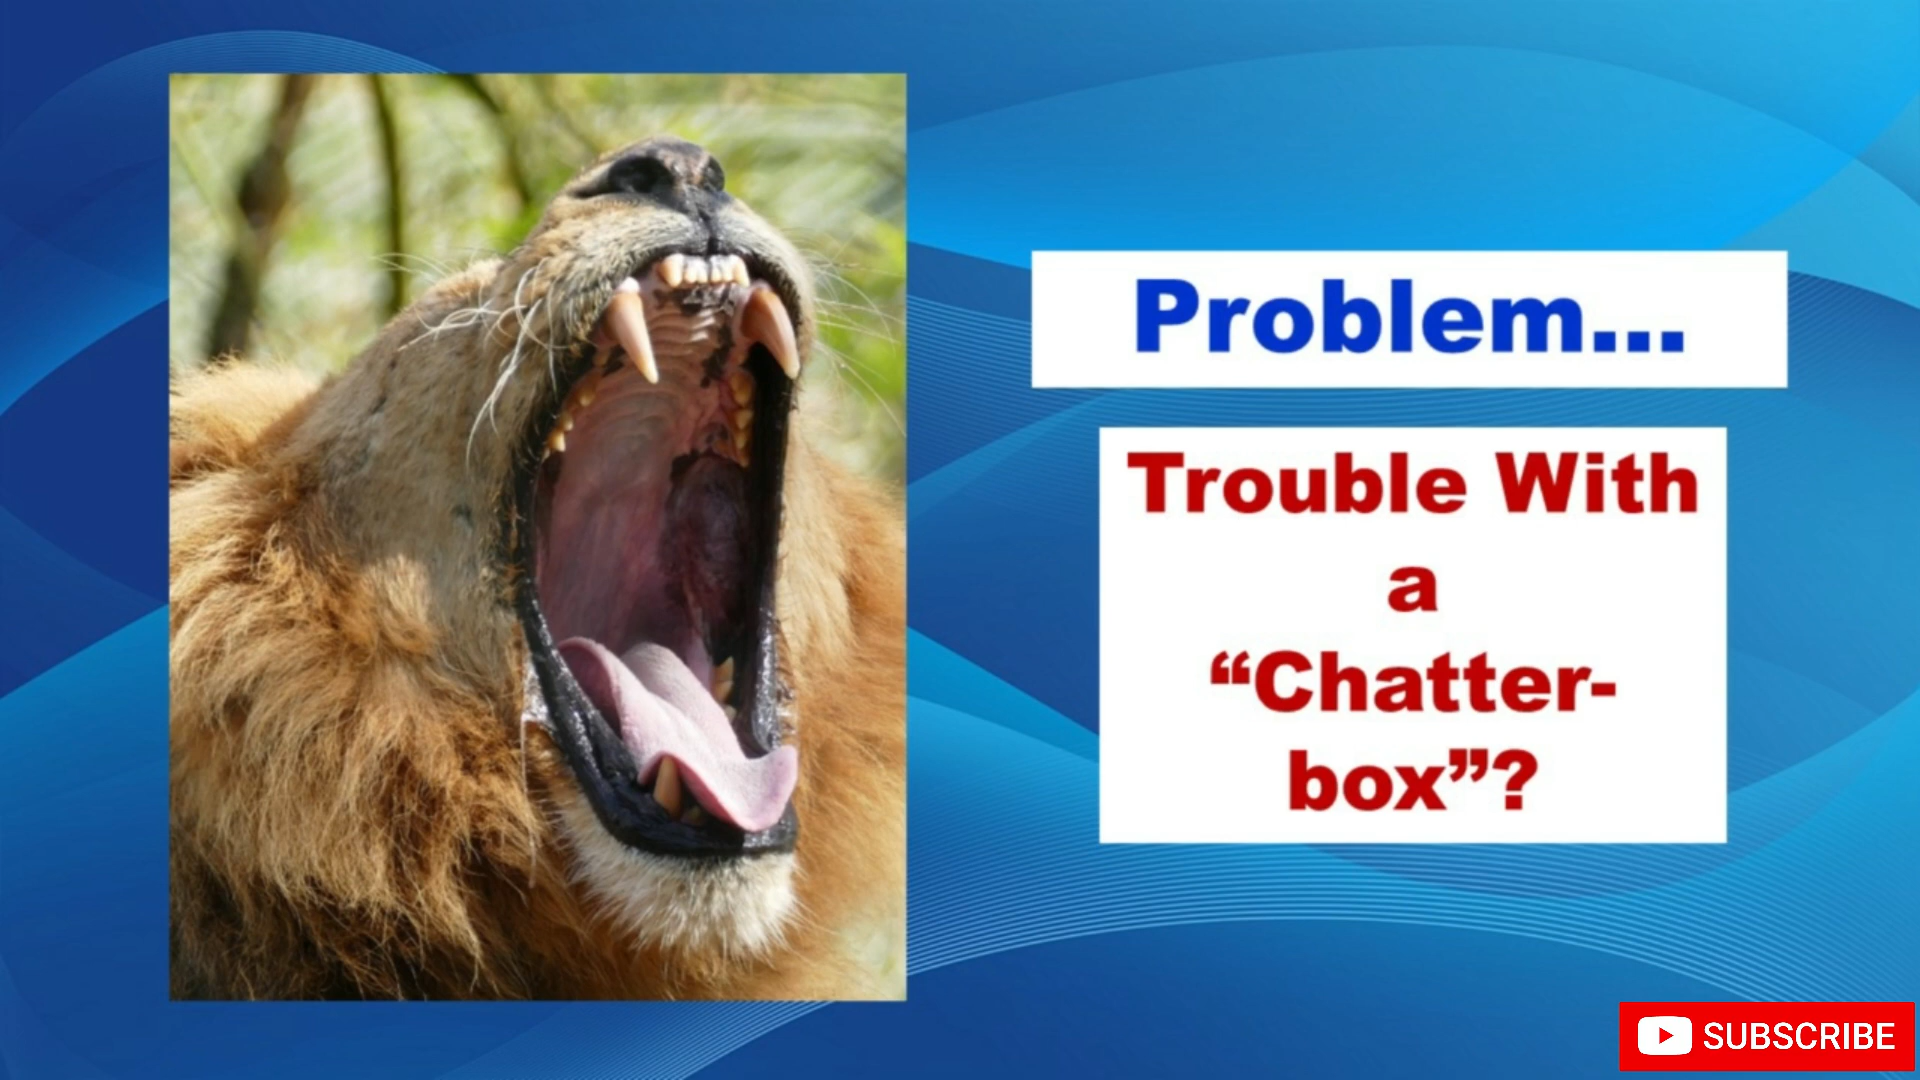 Problem...
Trouble With
a
“Chatter-
box”?
SUBSCRIBE